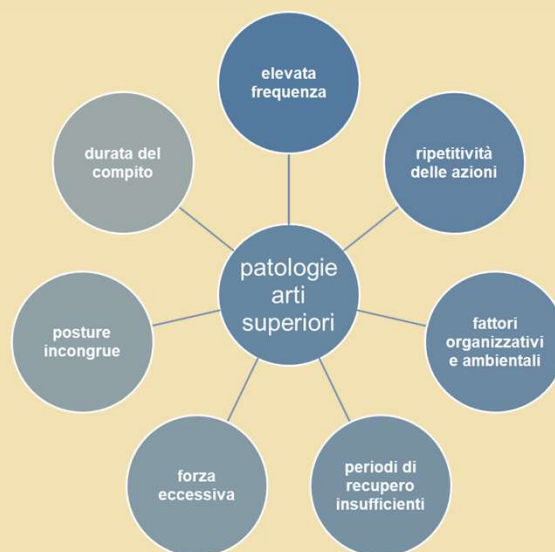 elevata
frequenza
ripetitività
delle azioni
fattori
organizzativi
e ambientali
periodi di
recupero
insufficienti
forza
eccessiva
posture
incongrue
durata del
compito
patologie
arti
superiori